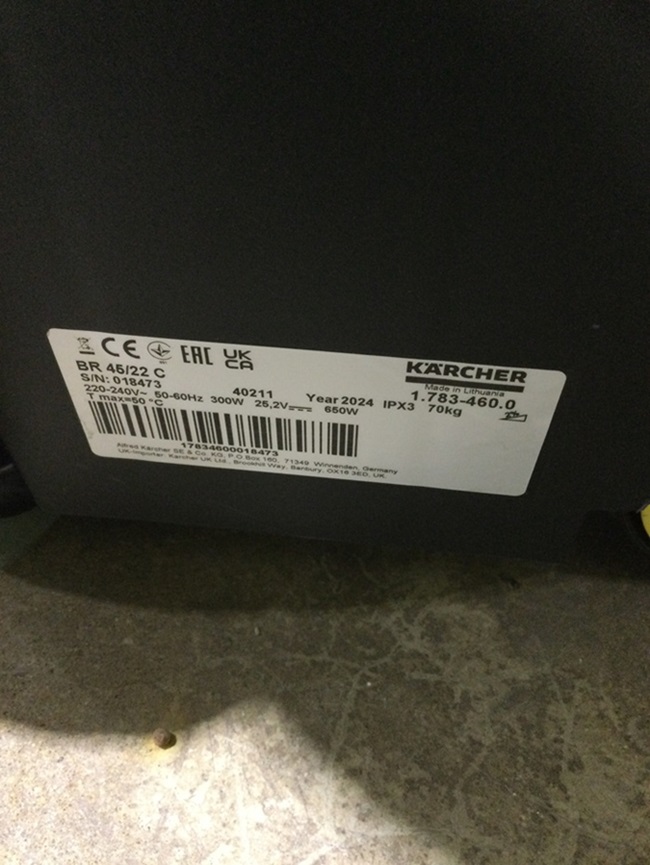 CE EAC UK CA
KÄRCHER
Made in Lithuania
BR 45/22 C
S/N: 018473
40211 Year 2024 1.783-460.0
220-240V~ 50-60Hz 300W 25,2V⎓ 650W IPX3 70kg
T max=50 °C
17834600018473
Alfred Kärcher SE & Co. KG, P.O.Box 160, 71349 Winnenden, Germany
UK-Importer: Karcher UK Ltd., Brookhill Way, Banbury, OX16 3ED, UK